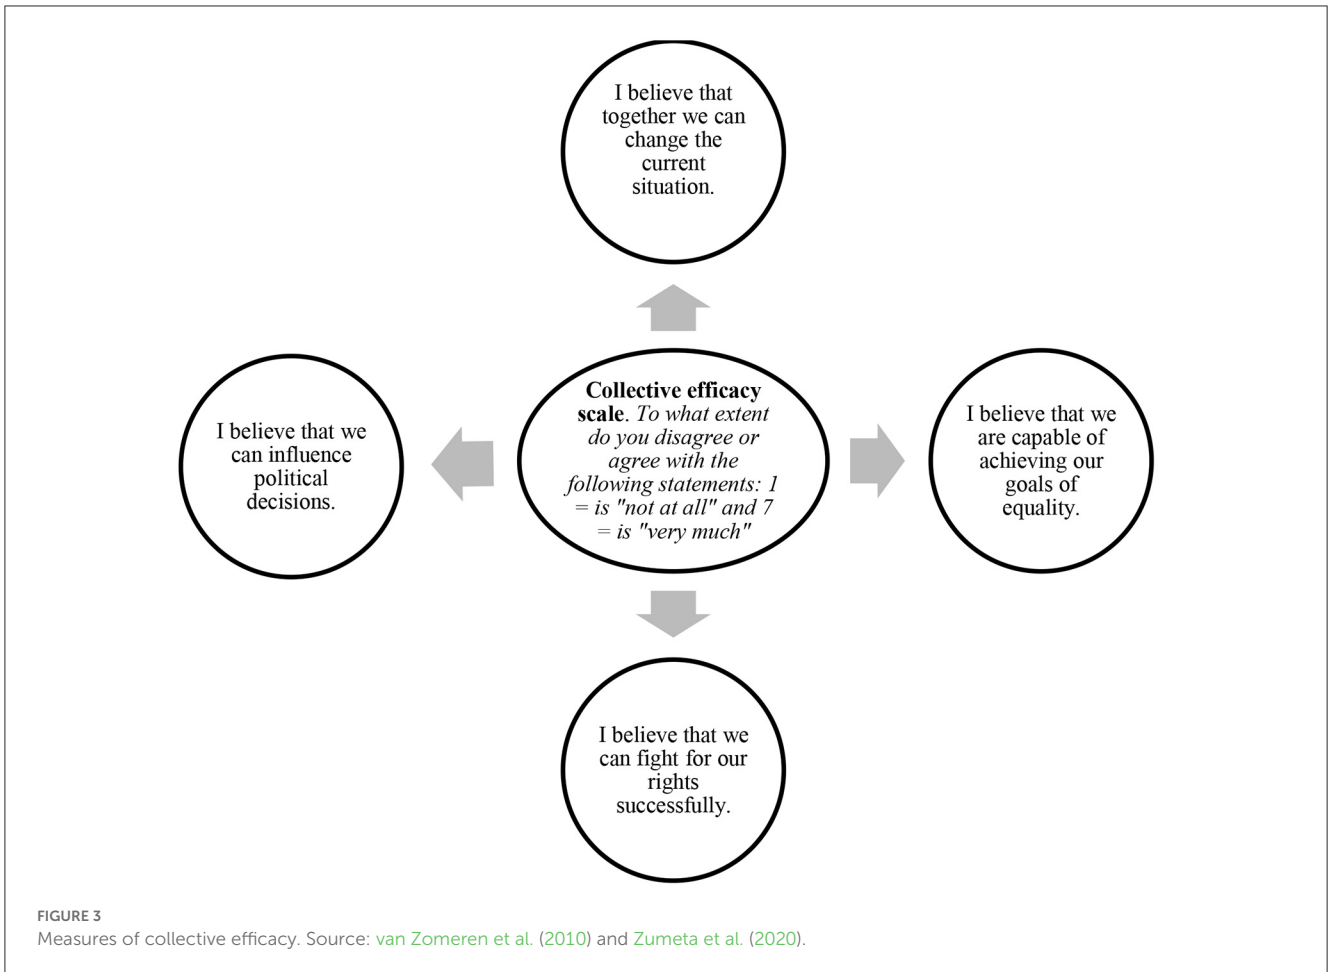 I believe that
together we can
change the
current
situation.
I believe that we
can influence
political
decisions.
Collective efficacy
scale. To what extent
do you disagree or
agree with the
following statements: 1
= is "not at all" and 7
= is "very much"
I believe that we
are capable of
achieving our
goals of
equality.
I believe that we
can fight for our
rights
successfully.
FIGURE 3
Measures of collective efficacy. Source: van Zomeren et al. (2010) and Zumeta et al. (2020).